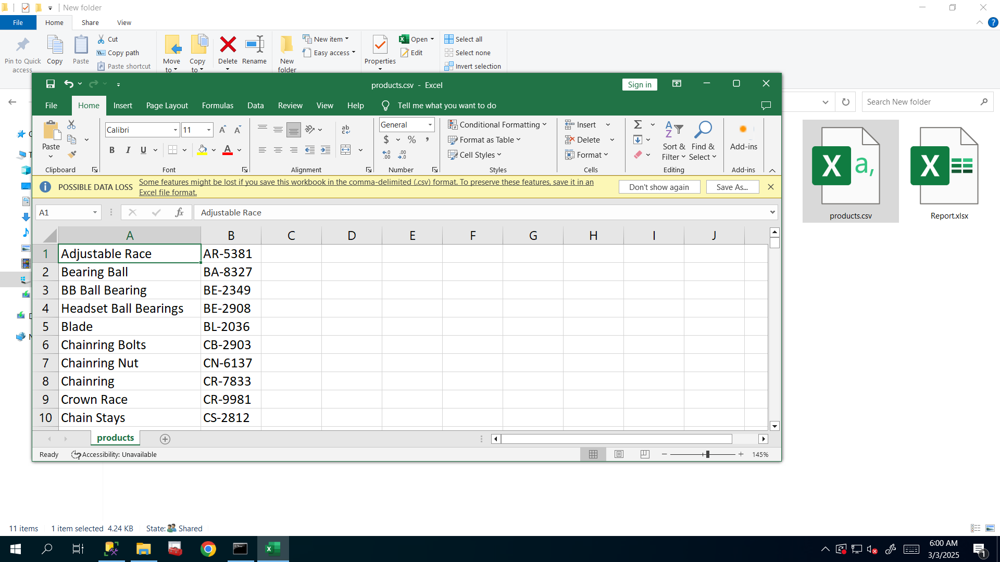 New folder
File Home Share View
Pin to Quick access
Copy
Paste
Cut
Copy path
Paste shortcut
Move to
Copy to
Delete
Rename
New folder
New item
Easy access
Properties
Open
Edit
Select all
Select none
Invert selection
Search New folder
products.csv - Excel
Sign in
File Home Insert Page Layout Formulas Data Review View Help Tell me what you want to do
Paste
Clipboard
Calibri 11
B I U
Font
ab
Alignment
General
$ % ,
Number
Conditional Formatting
Format as Table
Cell Styles
Styles
Insert
Delete
Format
Cells
Sort & Filter
Find & Select
Editing
Add-ins
Add-ins
POSSIBLE DATA LOSS
Some features might be lost if you save this workbook in the comma-delimited (.csv) format. To preserve these features, save it in an
Excel file format.
Don't show again
Save As...
A1
fx
Adjustable Race
A B C D E F G H I J
1 Adjustable Race AR-5381
2 Bearing Ball BA-8327
3 BB Ball Bearing BE-2349
4 Headset Ball Bearings BE-2908
5 Blade BL-2036
6 Chainring Bolts CB-2903
7 Chainring Nut CN-6137
8 Chainring CR-7833
9 Crown Race CR-9981
10 Chain Stays CS-2812
products
Ready
Accessibility: Unavailable
145%
products.csv
Report.xlsx
11 items 1 item selected 4.24 KB State: Shared
6:00 AM
3/3/2025
1